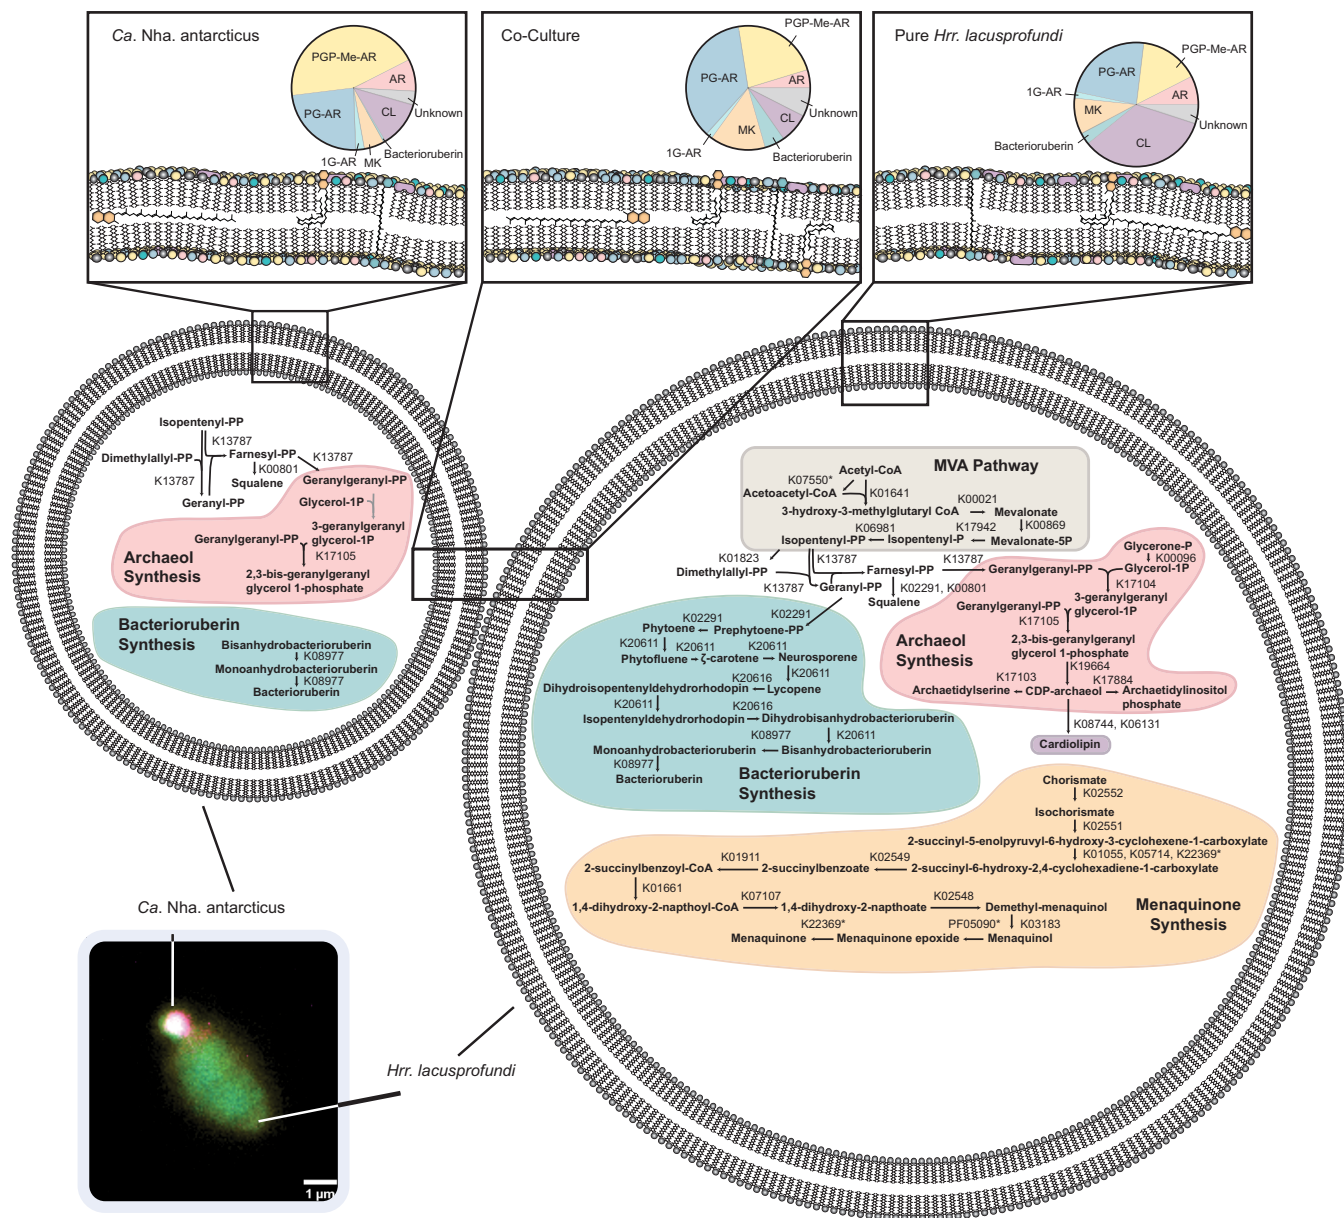 Ca. Nha. antarcticus
PGP-Me-AR
AR
PG-AR
CL
Unknown
Bacterioruberin
1G-AR
MK
Co-Culture
PGP-Me-AR
PG-AR
AR
Unknown
CL
MK
1G-AR
Bacterioruberin
Pure Hrr. lacusprofundi
PGP-Me-AR
PG-AR
1G-AR
AR
MK
Unknown
Bacterioruberin
CL
Isopentenyl-PP
K13787
Dimethylallyl-PP
Farnesyl-PP
K13787
K00801
K13787
Squalene
Geranylgeranyl-PP
Geranyl-PP
Glycerol-1P
3-geranylgeranyl
glycerol-1P
Geranylgeranyl-PP
Archaeol
Synthesis
K17105
2,3-bis-geranylgeranyl
glycerol 1-phosphate
Bacterioruberin
Synthesis
Bisanhydrobacterioruberin
K08977
Monoanhydrobacterioruberin
K08977
Bacterioruberin
MVA Pathway
Acetyl-CoA
K07550*
Acetoacetyl-CoA
K01641
K00021
3-hydroxy-3-methylglutaryl CoA
Mevalonate
K06981
K17942
K00869
Isopentenyl-PP
Isopentenyl-P
Mevalonate-5P
K01823
K13787
K13787
Dimethylallyl-PP
Farnesyl-PP
K13787
Geranyl-PP
K02291, K00801
Squalene
Glycerone-P
K00096
Geranylgeranyl-PP
Glycerol-1P
K17104
3-geranylgeranyl
glycerol-1P
Geranylgeranyl-PP
K17105
Archaeol
Synthesis
2,3-bis-geranylgeranyl
glycerol 1-phosphate
K19664
K17103
K17884
Archaetidylserine
CDP-archaeol
Archaetidylinositol
phosphate
K08744, K06131
Cardiolipin
K02291
K02291
Phytoene
Prephytoene-PP
K20611
K20611
K20611
Phytofluene
ζ-carotene
Neurosporene
K20616
K20611
Dihydroisopentenyldehydrorhodopin
Lycopene
K20611
K20616
Isopentenyldehydrorhodopin
Dihydrobisanhydrobacterioruberin
K08977
K20611
Monoanhydrobacterioruberin
Bisanhydrobacterioruberin
K08977
Bacterioruberin
Bacterioruberin
Synthesis
Chorismate
K02552
Isochorismate
K02551
2-succinyl-5-enolpyruvyl-6-hydroxy-3-cyclohexene-1-carboxylate
K01055, K05714, K22369*
K01911
K02549
2-succinylbenzoyl-CoA
2-succinylbenzoate
2-succinyl-6-hydroxy-2,4-cyclohexadiene-1-carboxylate
K01661
K07107
K02548
1,4-dihydroxy-2-napthoyl-CoA
1,4-dihydroxy-2-napthoate
Demethyl-menaquinol
K22369*
PF05090*
K03183
Menaquinone
Menaquinone epoxide
Menaquinol
Menaquinone
Synthesis
Ca. Nha. antarcticus
Hrr. lacusprofundi
1 µm